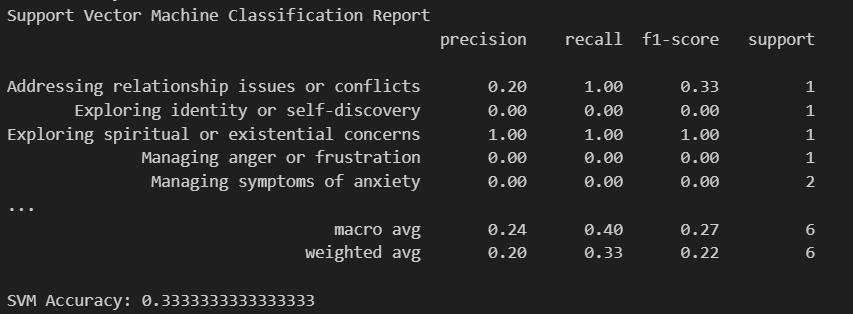 Support Vector Machine Classification Report
precision recall f1-score support
Addressing relationship issues or conflicts 0.20 1.00 0.33 1
Exploring identity or self-discovery 0.00 0.00 0.00 1
Exploring spiritual or existential concerns 1.00 1.00 1.00 1
Managing anger or frustration 0.00 0.00 0.00 1
Managing symptoms of anxiety 0.00 0.00 0.00 2
...
macro avg 0.24 0.40 0.27 6
weighted avg 0.20 0.33 0.22 6
SVM Accuracy: 0.3333333333333333